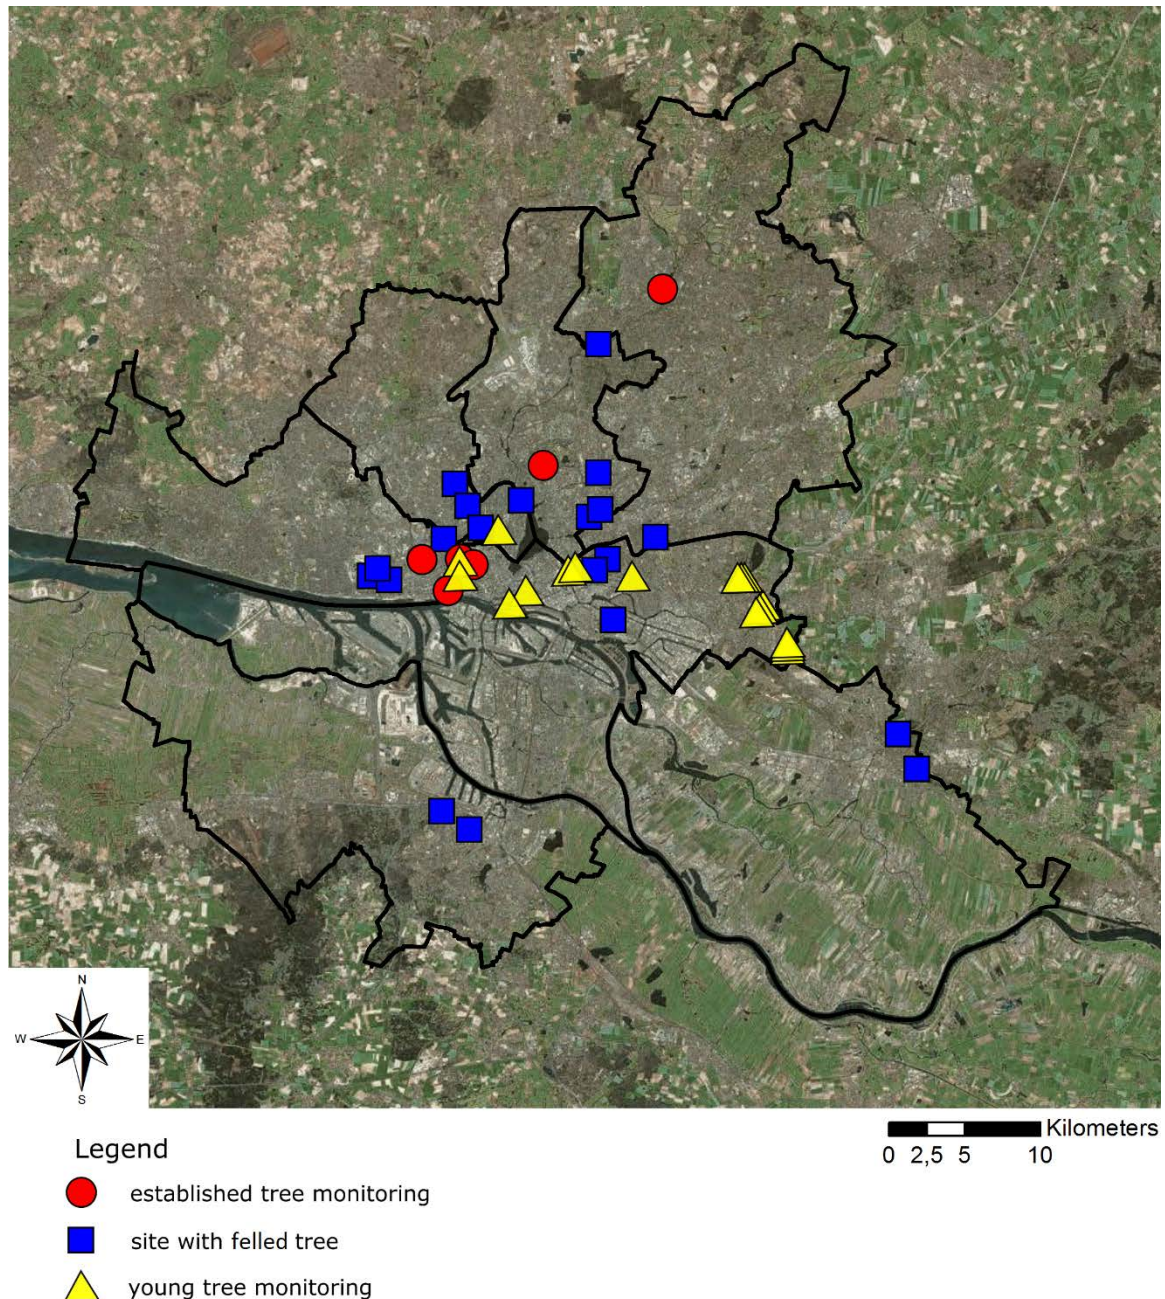 N
W E
S
Legend
established tree monitoring
site with felled tree
young tree monitoring
Kilometers
0 2,5 5 10